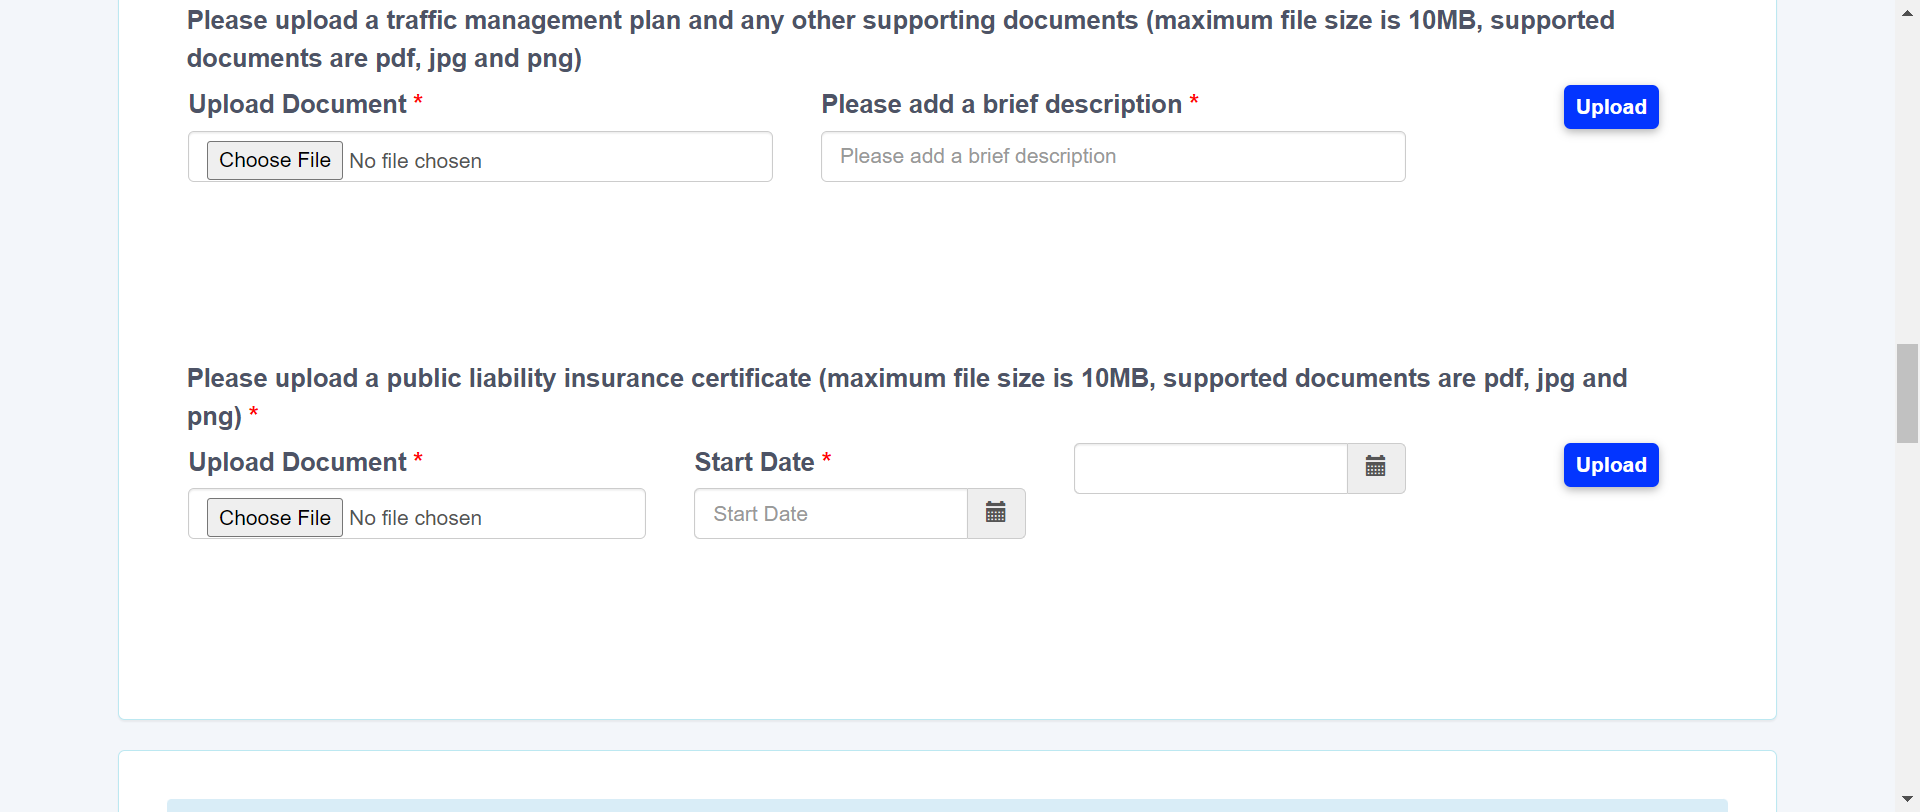 Please upload a traffic management plan and any other supporting documents (maximum file size is 10MB, supported
documents are pdf, jpg and png)
Upload Document *
Please add a brief description *
Upload
Choose File No file chosen
Please add a brief description
Please upload a public liability insurance certificate (maximum file size is 10MB, supported documents are pdf, jpg and
png) *
Upload Document *
Start Date *
Upload
Choose File No file chosen
Start Date